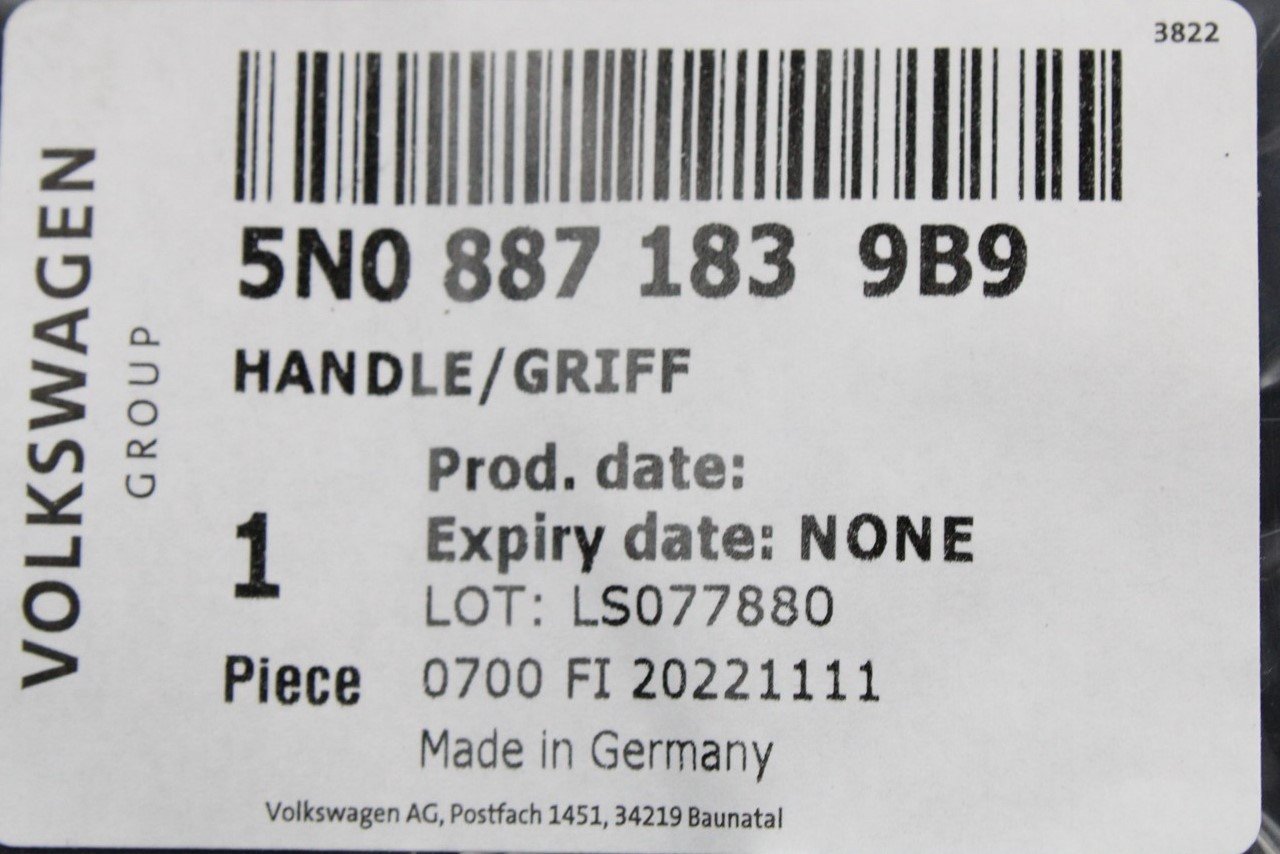 3822
VOLKSWAGEN
GROUP
5N0 887 183 9B9
HANDLE/GRIFF
Prod. date:
Expiry date: NONE
1
LOT: LS077880
Piece
0700 FI 20221111
Made in Germany
Volkswagen AG, Postfach 1451, 34219 Baunatal